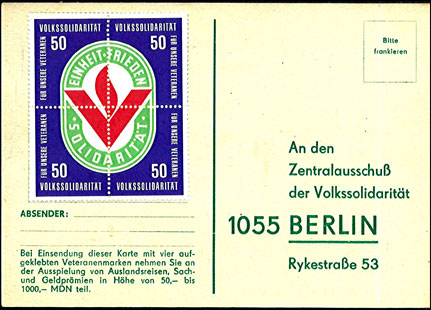 VOLKSSOLIDARITÄT VOLKSSOLIDARITÄT
50 50
FÜR UNSERE VETERANEN
FÜR UNSERE VETERANEN
EINHEIT · FRIEDEN
· SOLIDARITÄT ·
FÜR UNSERE VETERANEN
FÜR UNSERE VETERANEN
50 50
VOLKSSOLIDARITÄT VOLKSSOLIDARITÄT
ABSENDER:
Bei Einsendung dieser Karte mit vier auf-
geklebten Veteranenmarken nehmen Sie an
der Ausspielung von Auslandsreisen, Sach-
und Geldprämien in Höhe von 50,— bis
1000,— MDN teil.
Bitte
frankieren
An den
Zentralausschuß
der Volkssolidarität
1055 BERLIN
Rykestraße 53